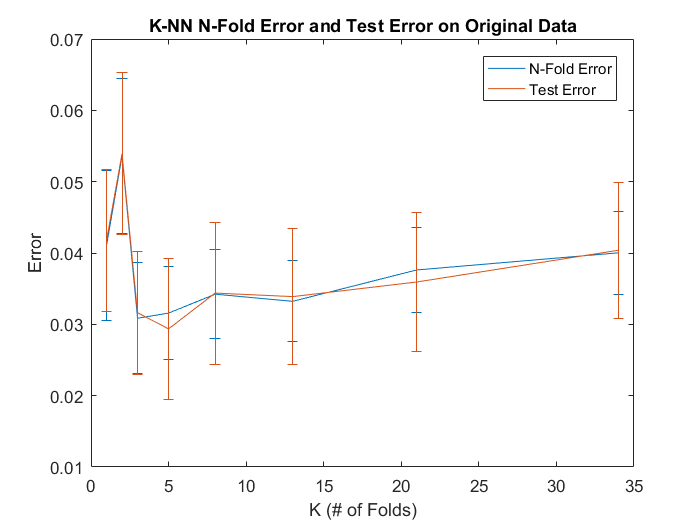 K-NN N-Fold Error and Test Error on Original Data
0.07
N-Fold Error
Test Error
0.06
0.05
0.04
0.03
0.02
0.01
Error
0 5 10 15 20 25 30 35
K (# of Folds)